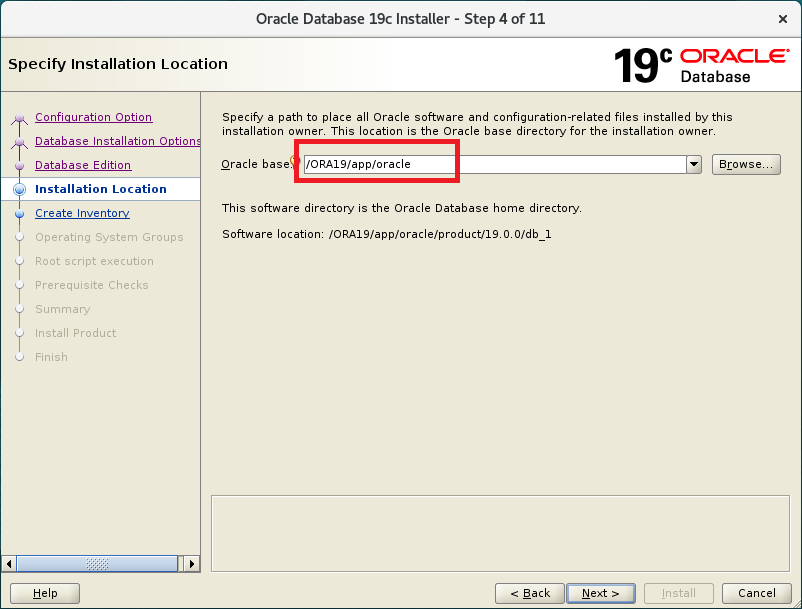 Oracle Database 19c Installer - Step 4 of 11
Specify Installation Location
19c ORACLE
Database
Configuration Option
Database Installation Options
Database Edition
Installation Location
Create Inventory
Operating System Groups
Root script execution
Prerequisite Checks
Summary
Install Product
Finish
Specify a path to place all Oracle software and configuration-related files installed by this
installation owner. This location is the Oracle base directory for the installation owner.
Oracle base: /ORA19/app/oracle Browse...
This software directory is the Oracle Database home directory.
Software location: /ORA19/app/oracle/product/19.0.0/db_1
Help < Back Next > Install Cancel